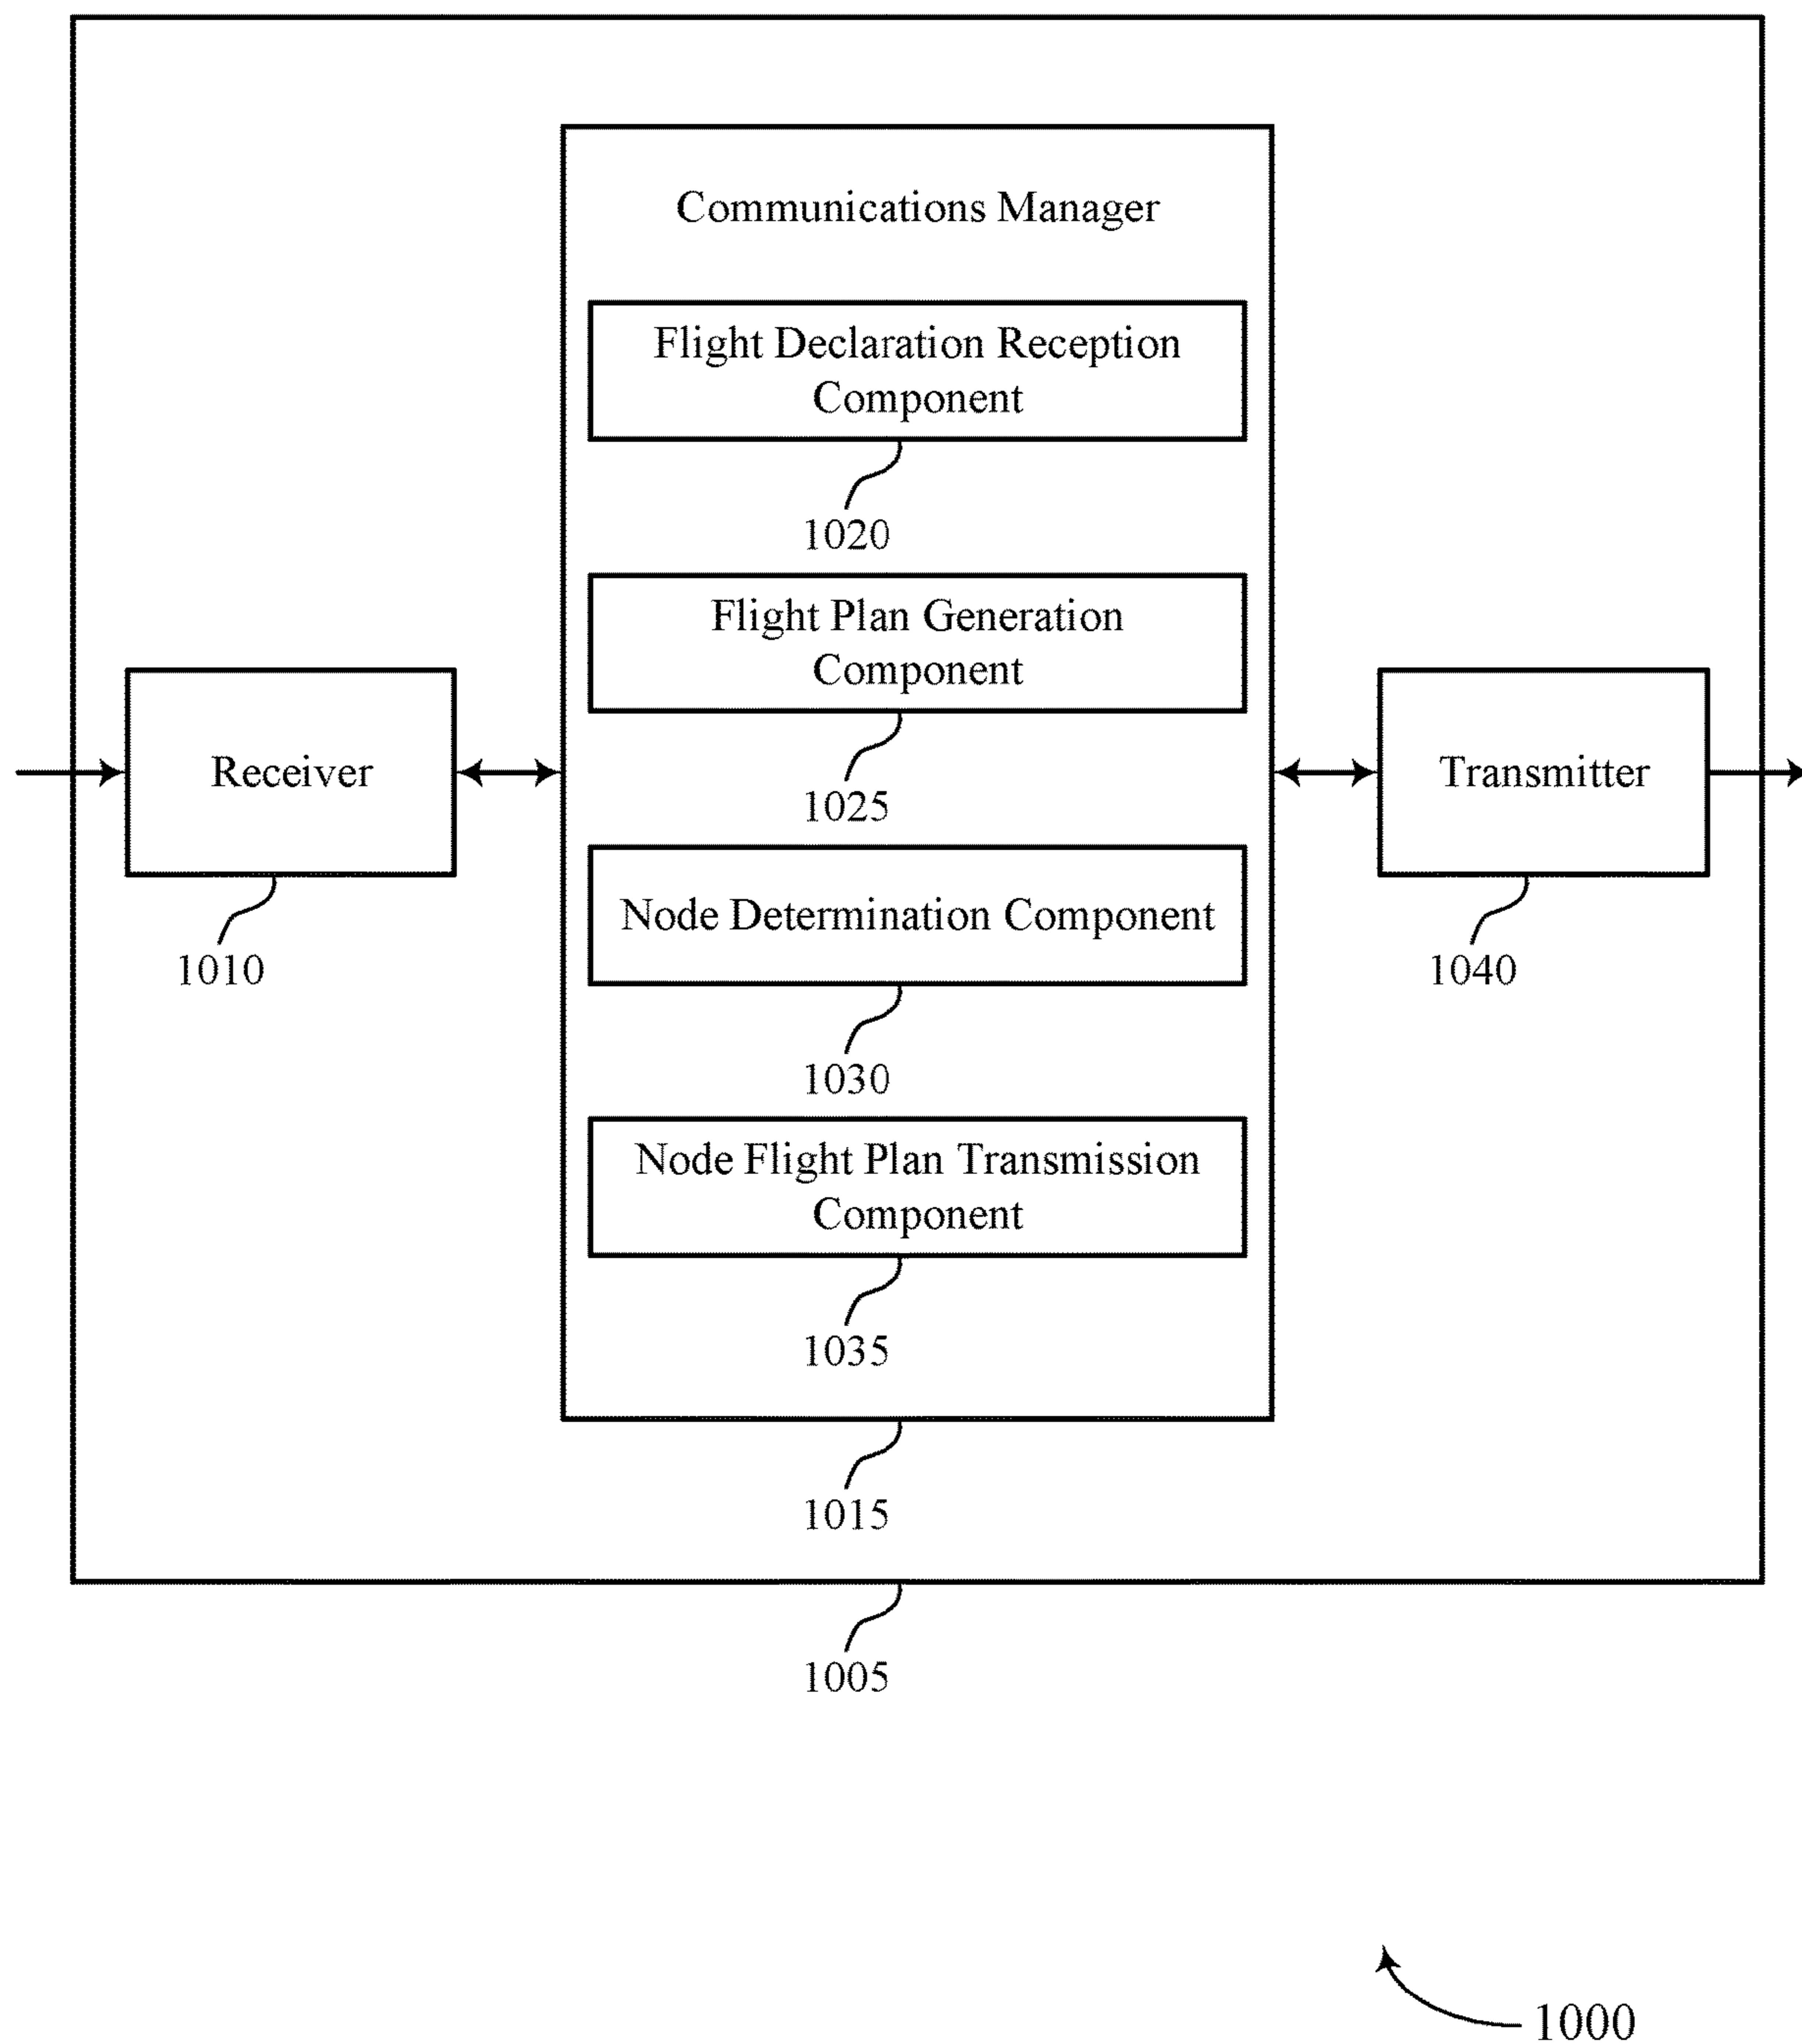 Communications Manager
Flight Declaration Reception
Component
1020
Flight Plan Generation
Component
1025
Receiver
1010
Transmitter
1040
Node Determination Component
1030
Node Flight Plan Transmission
Component
1035
1015
1005
1000